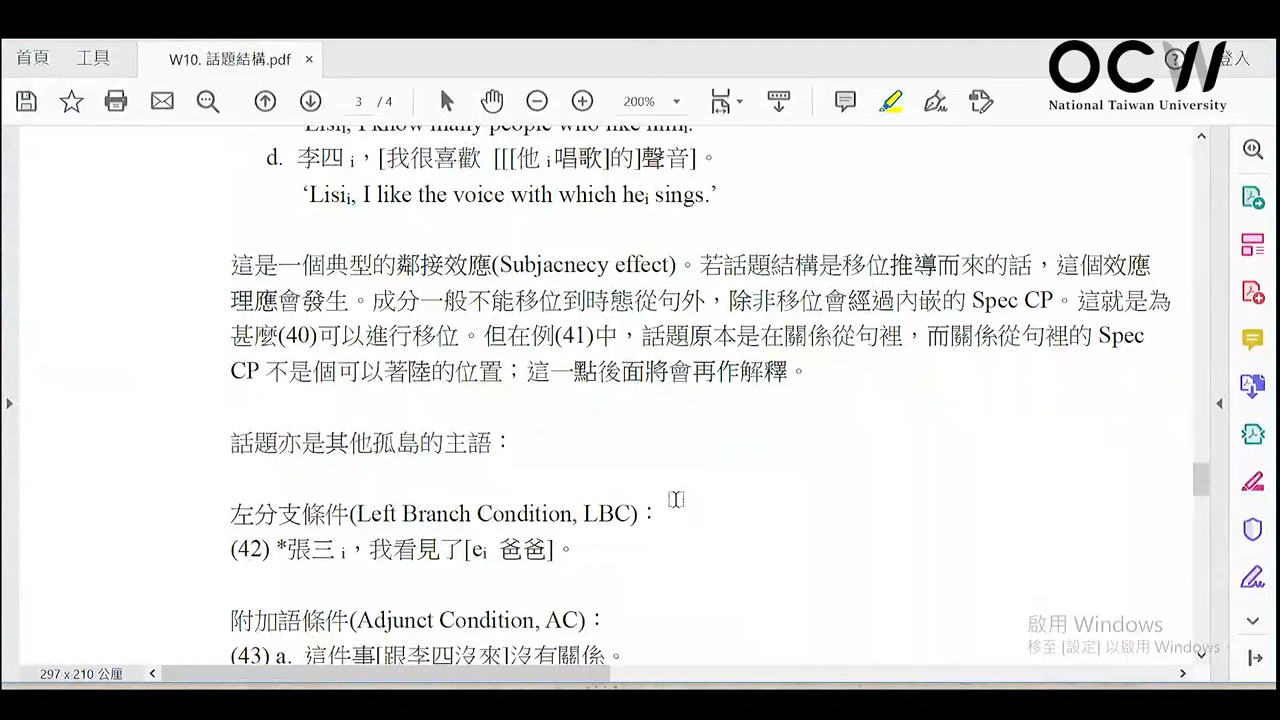 首頁 工具 W10. 話題結構.pdf × ? 登入
OCW
National Taiwan University
3 / 4 200%
'Lisiᵢ, I know many people who like himᵢ.'
d. 李四 ᵢ，[我很喜歡 [[[他 ᵢ唱歌]的]聲音]。
'Lisiᵢ, I like the voice with which heᵢ sings.'
這是一個典型的鄰接效應(Subjacnecy effect)。若話題結構是移位推導而來的話，這個效應
理應會發生。成分一般不能移位到時態從句外，除非移位會經過內嵌的 Spec CP。這就是為
甚麼(40)可以進行移位。但在例(41)中，話題原本是在關係從句裡，而關係從句裡的 Spec
CP 不是個可以著陸的位置；這一點後面將會再作解釋。
話題亦是其他孤島的主語：
左分支條件(Left Branch Condition, LBC)：
(42) *張三 ᵢ，我看見了[eᵢ 爸爸]。
附加語條件(Adjunct Condition, AC)：
(43) a. 這件事[跟李四沒來]沒有關係。
啟用 Windows
移至 [設定] 以啟用 Windows。
297 x 210 公厘